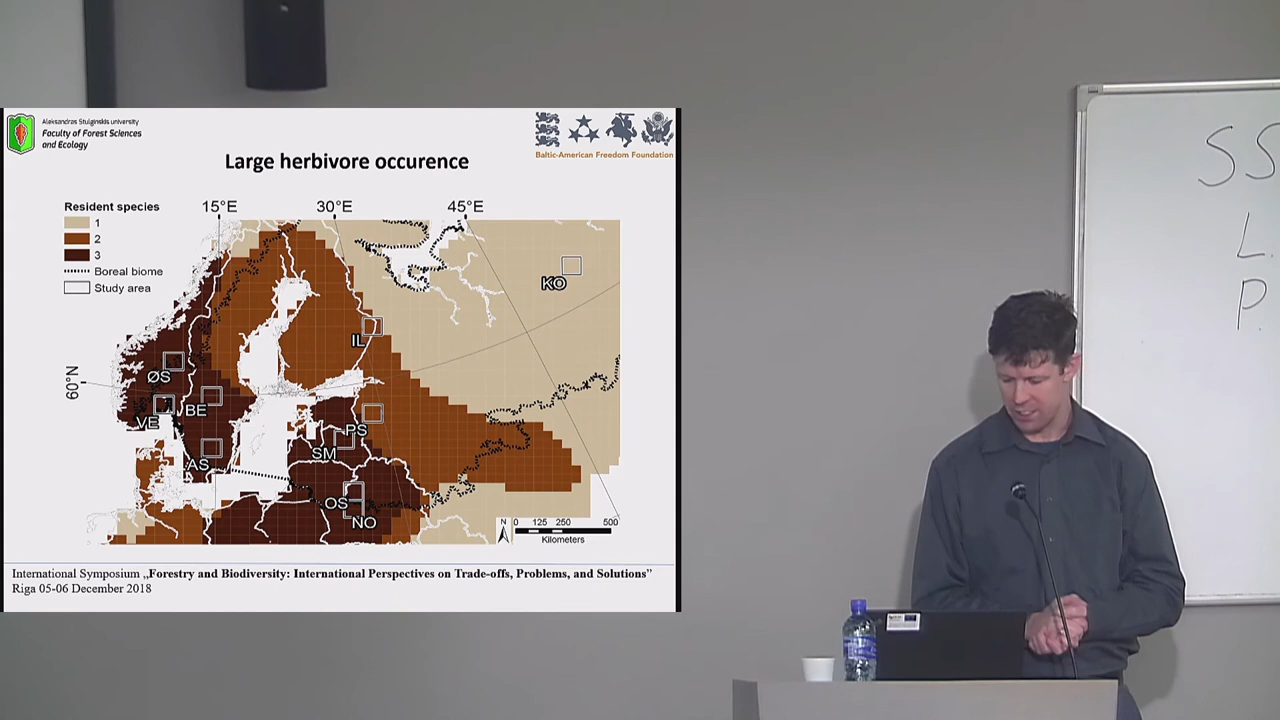 Aleksandras Stulginskis university
Faculty of Forest Sciences
and Ecology
Baltic-American Freedom Foundation
Large herbivore occurence
Resident species
1
2
3
Boreal biome
Study area
15°E
30°E
45°E
60°N
KO
IL
ØS
BE
VE
PS
SM
AS
OS
NO
N
0 125 250 500
Kilometers
International Symposium „Forestry and Biodiversity: International Perspectives on Trade-offs, Problems, and Solutions”
Riga 05-06 December 2018
SS
L
P.